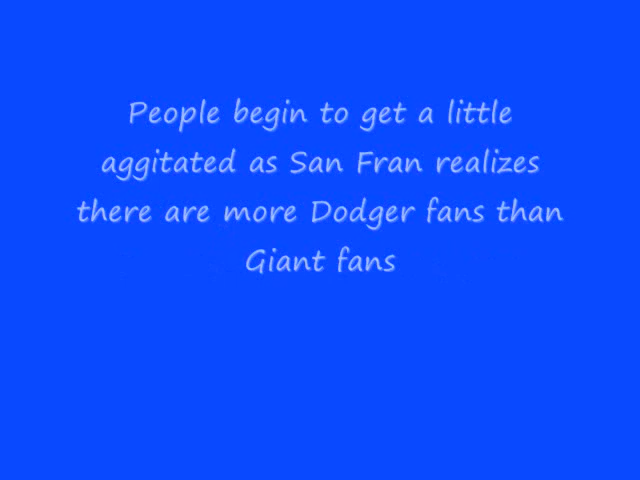 People begin to get a little
aggitated as San Fran realizes
there are more Dodger fans than
Giant fans